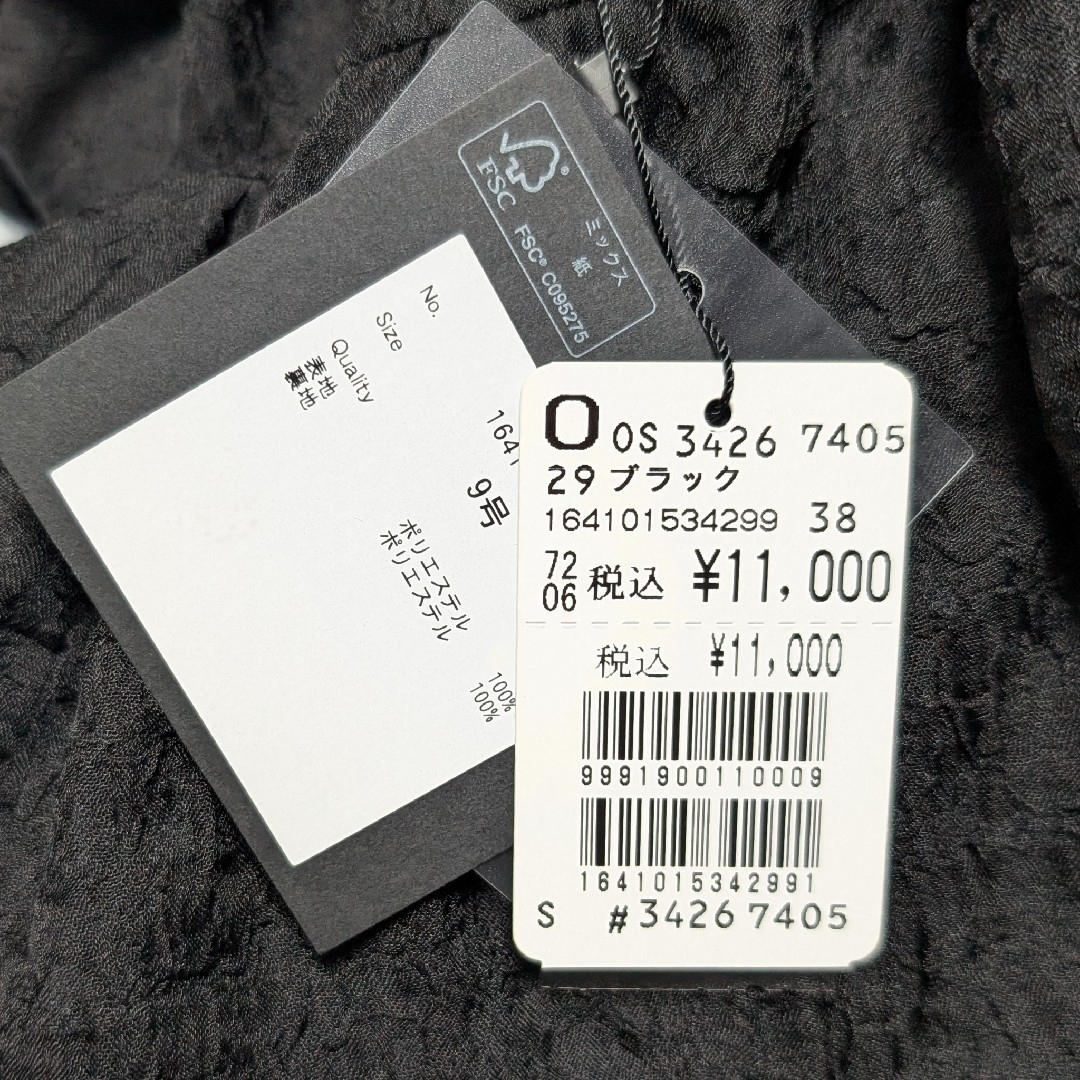 FSC
ミックス
紙
FSC® C095275
No.
1641
Size
9号
Quality
表地
ポリエステル
100%
裏地
ポリエステル
100%
O OS 3426 7405
29 ブラック
164101534299 38
72
06 税込 ¥11,000
税込 ¥11,000
9991900110009
1641015342991
S #3426 7405